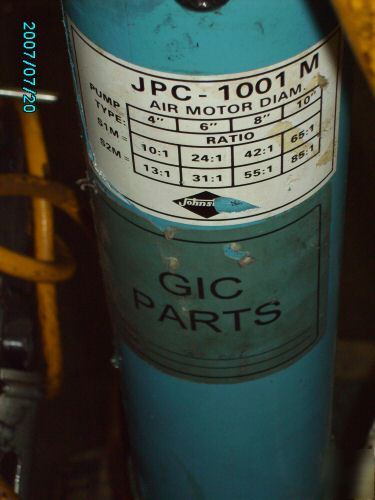 2007/07/20
JPC - 1001 M
AIR MOTOR DIAM.
PUMP TYPE: 4" 6" 8" 10"
RATIO
S1M = 10:1 24:1 42:1 65:1
S2M = 13:1 31:1 55:1 85:1
GIC
PARTS